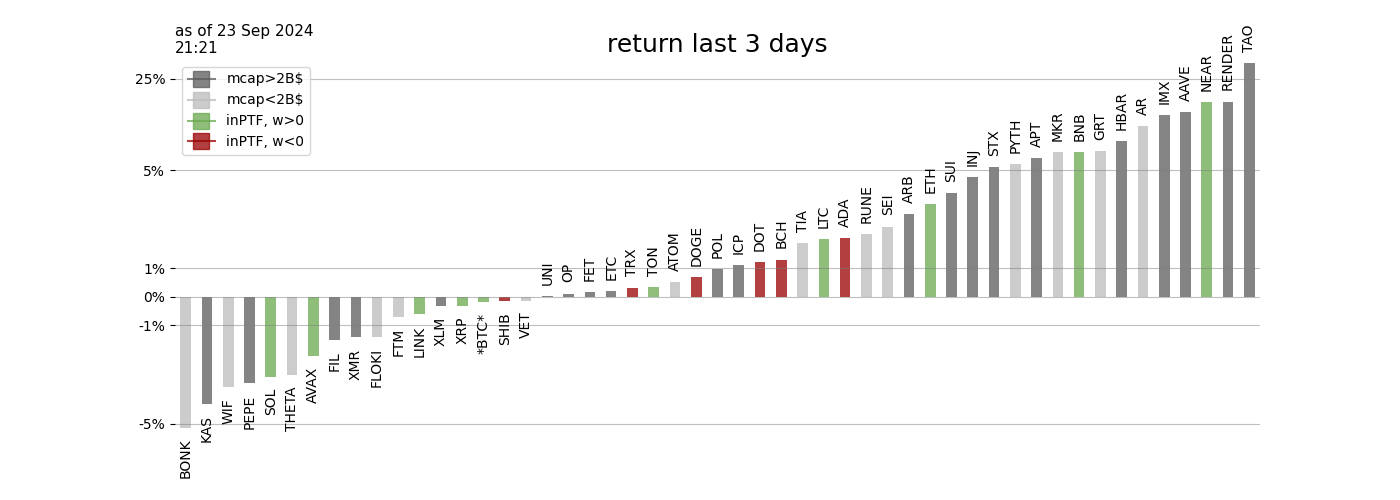 as of 23 Sep 2024
21:21
return last 3 days
mcap>2B$
mcap<2B$
inPTF, w>0
inPTF, w<0
25%
5%
1%
0%
-1%
-5%
BONK
KAS
WIF
PEPE
SOL
THETA
AVAX
FIL
XMR
FLOKI
FTM
LINK
XLM
XRP
*BTC*
SHIB
VET
UNI
OP
FET
ETC
TRX
TON
ATOM
DOGE
POL
ICP
DOT
BCH
TIA
LTC
ADA
RUNE
SEI
ARB
ETH
SUI
INJ
STX
PYTH
APT
MKR
BNB
GRT
HBAR
AR
IMX
AAVE
NEAR
RENDER
TAO